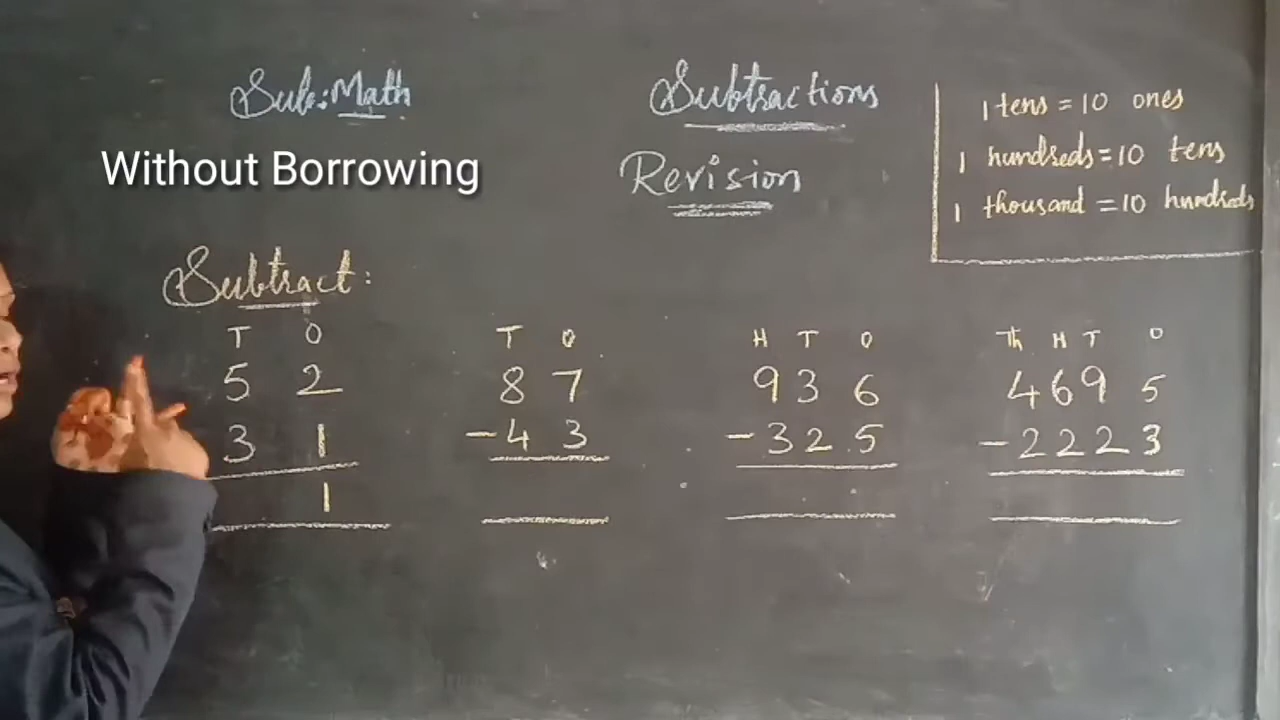 Sub: Math
Subtractions
Without Borrowing
Revision
1 tens = 10 ones
1 hundreds = 10 tens
1 thousand = 10 hundreds
Subtract:
T O
5 2
3 1
1
T O
8 7
- 4 3
H T O
9 3 6
- 3 2 5
Th H T O
4 6 9 5
- 2 2 2 3